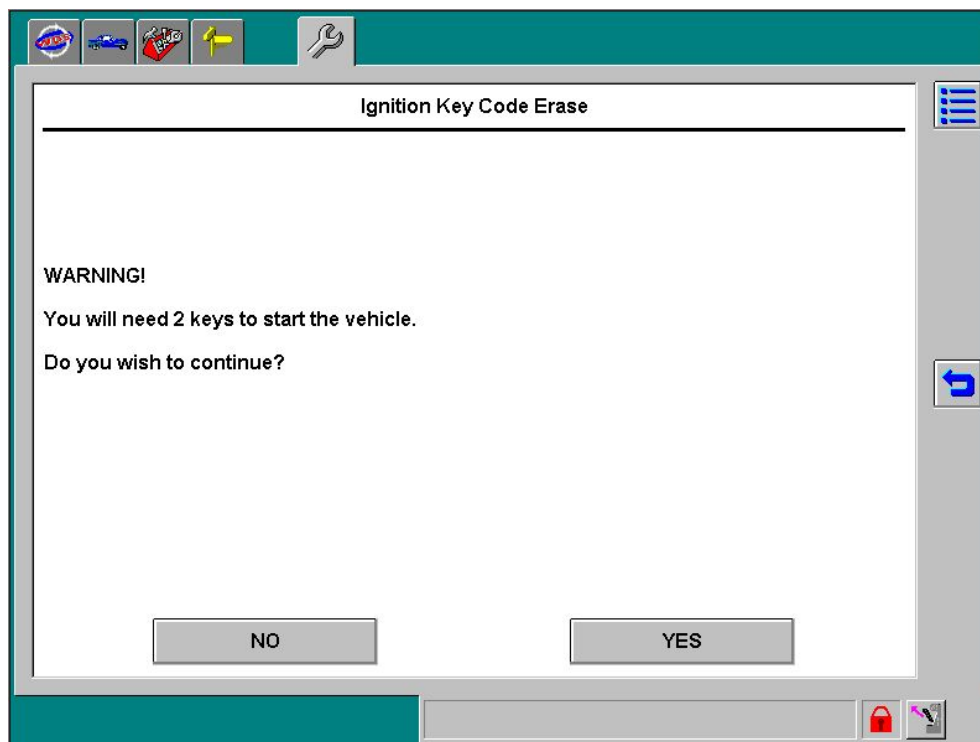 Ignition Key Code Erase
WARNING!
You will need 2 keys to start the vehicle.
Do you wish to continue?
NO
YES